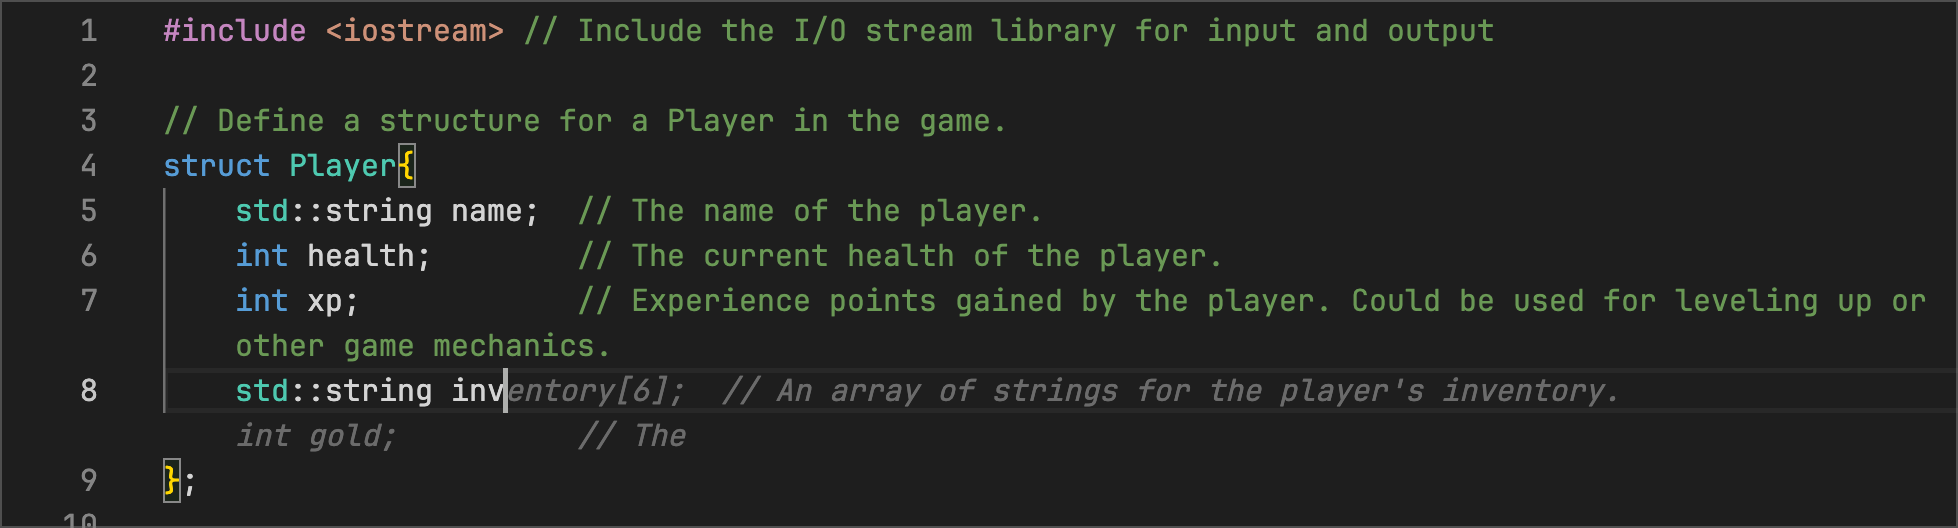 1 #include <iostream> // Include the I/O stream library for input and output
2
3 // Define a structure for a Player in the game.
4 struct Player{
5     std::string name;  // The name of the player.
6     int health;        // The current health of the player.
7     int xp;            // Experience points gained by the player. Could be used for leveling up or
other game mechanics.
8     std::string inventory[6];  // An array of strings for the player's inventory.
int gold;          // The
9 };
10